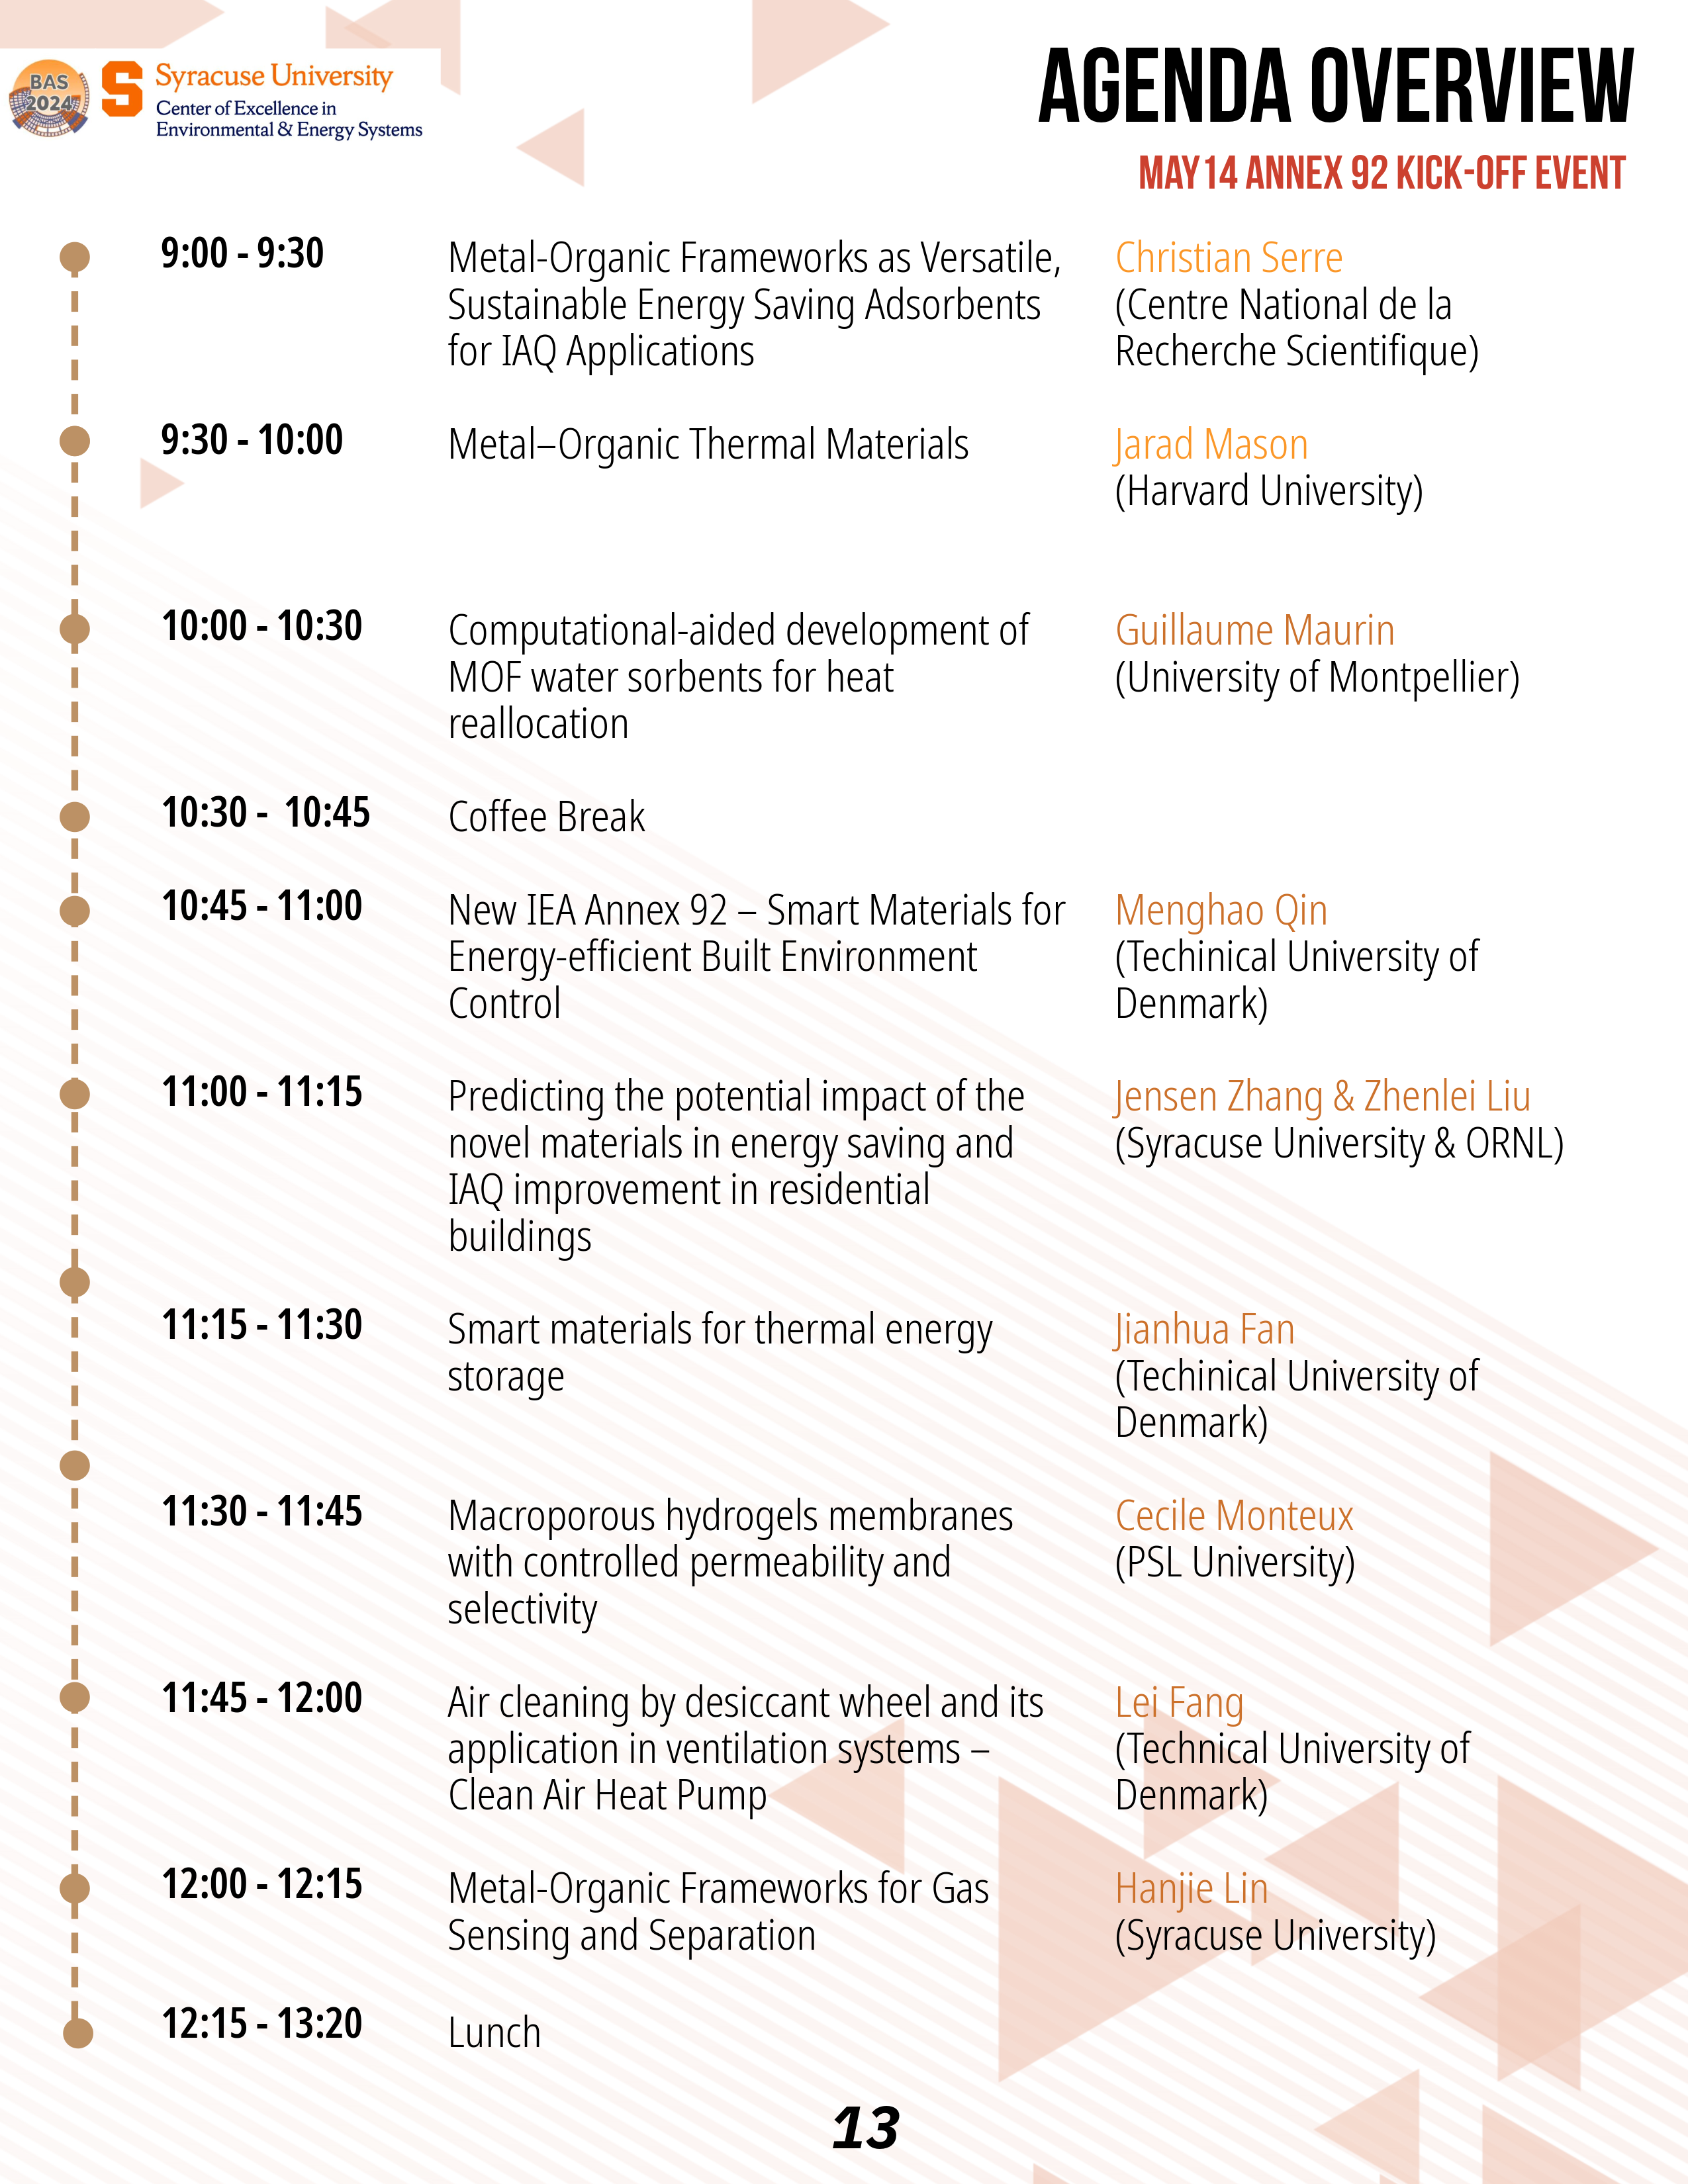 BAS
2024
S
Syracuse University
Center of Excellence in
Environmental & Energy Systems
AGENDA OVERVIEW
MAY14 ANNEX 92 KICK-OFF EVENT
9:00 - 9:30
Metal-Organic Frameworks as Versatile,
Sustainable Energy Saving Adsorbents
for IAQ Applications
Christian Serre
(Centre National de la
Recherche Scientifique)
9:30 - 10:00
Metal–Organic Thermal Materials
Jarad Mason
(Harvard University)
10:00 - 10:30
Computational-aided development of
MOF water sorbents for heat
reallocation
Guillaume Maurin
(University of Montpellier)
10:30 -  10:45
Coffee Break
10:45 - 11:00
New IEA Annex 92 – Smart Materials for
Energy-efficient Built Environment
Control
Menghao Qin
(Techinical University of
Denmark)
11:00 - 11:15
Predicting the potential impact of the
novel materials in energy saving and
IAQ improvement in residential
buildings
Jensen Zhang & Zhenlei Liu
(Syracuse University & ORNL)
11:15 - 11:30
Smart materials for thermal energy
storage
Jianhua Fan
(Techinical University of
Denmark)
11:30 - 11:45
Macroporous hydrogels membranes
with controlled permeability and
selectivity
Cecile Monteux
(PSL University)
11:45 - 12:00
Air cleaning by desiccant wheel and its
application in ventilation systems –
Clean Air Heat Pump
Lei Fang
(Technical University of
Denmark)
12:00 - 12:15
Metal-Organic Frameworks for Gas
Sensing and Separation
Hanjie Lin
(Syracuse University)
12:15 - 13:20
Lunch
13